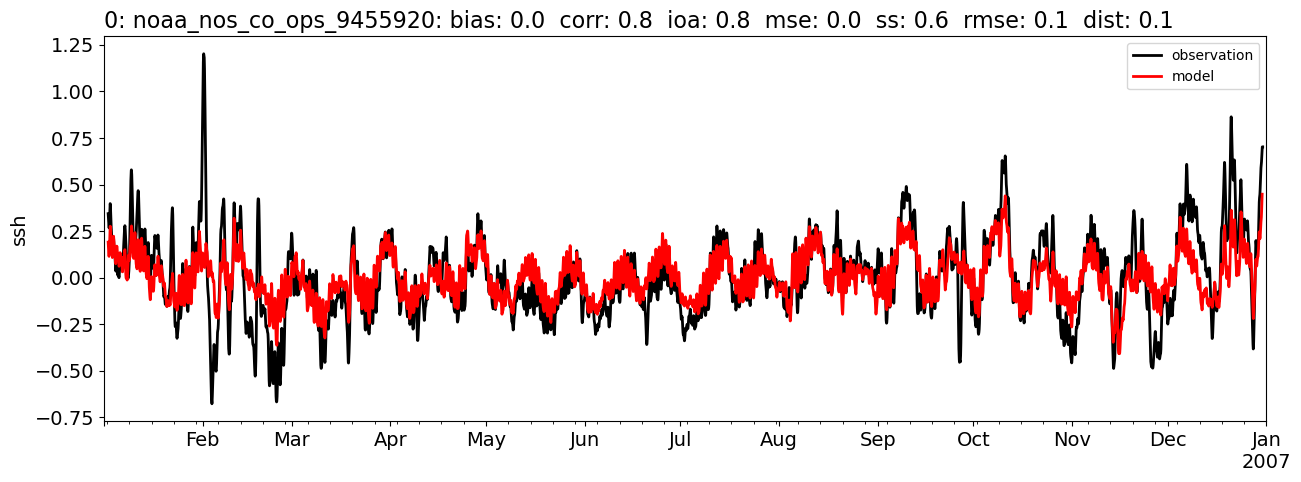 0: noaa_nos_co_ops_9455920: bias: 0.0  corr: 0.8  ioa: 0.8  mse: 0.0  ss: 0.6  rmse: 0.1  dist: 0.1
observation
model
1.25
1.00
0.75
0.50
0.25
0.00
−0.25
−0.50
−0.75
ssh
Feb Mar Apr May Jun Jul Aug Sep Oct Nov Dec Jan
2007